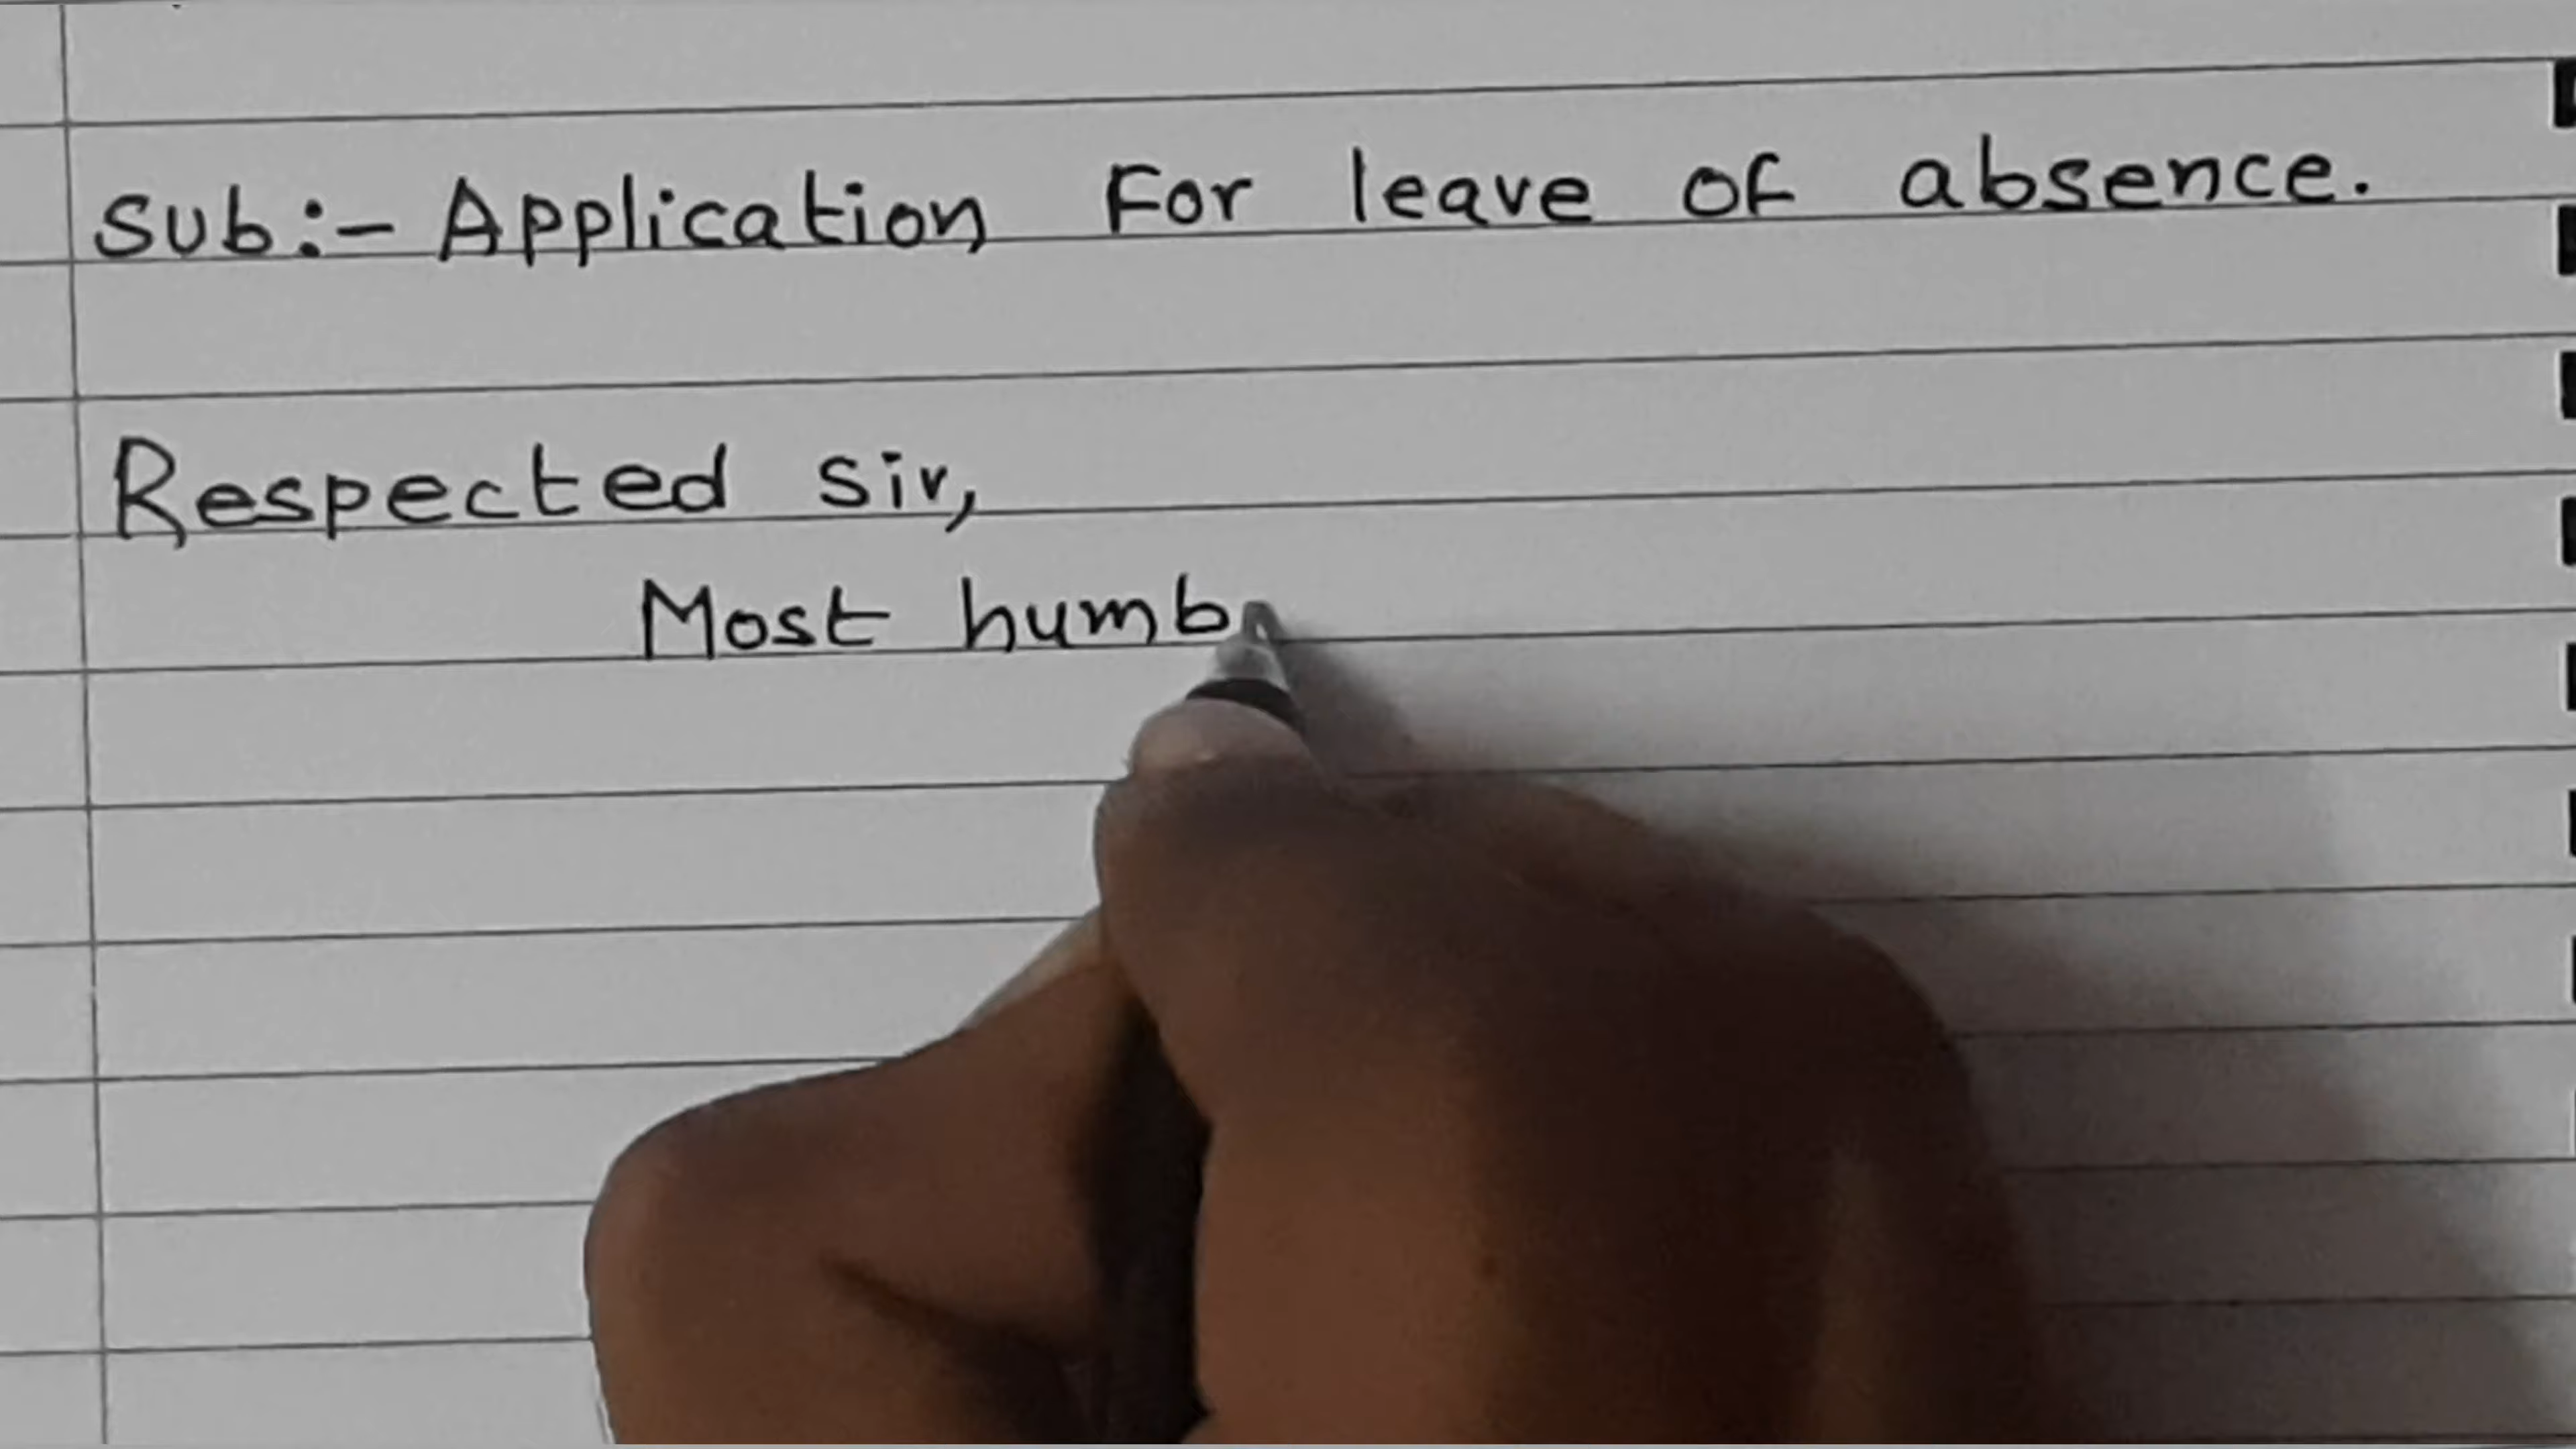 Sub:- Application For leave of absence.
Respected sir,
Most humb